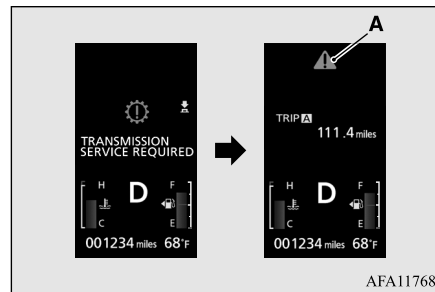 A
TRANSMISSION
SERVICE REQUIRED
H F
D
C E
001234 miles 68°F
TRIP A
111.4 miles
H F
D
C E
001234 miles 68°F
AFA11768